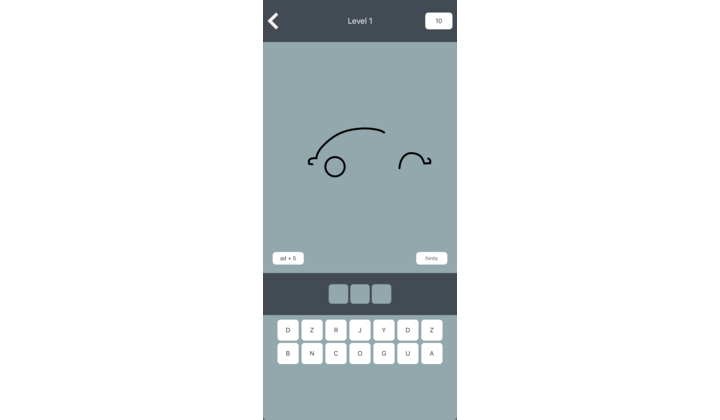 Level 1
10
ad + 5
hints
D Z R J Y D Z
B N C O G U A